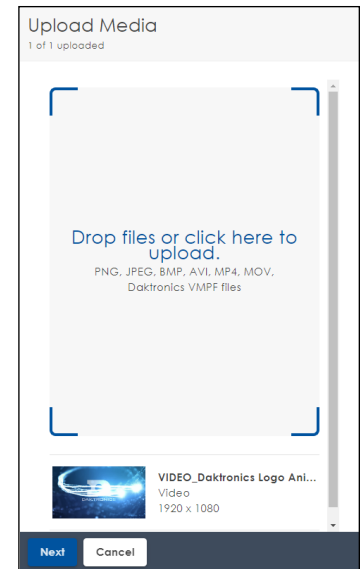 Upload Media
1 of 1 uploaded
Drop files or click here to
upload.
PNG, JPEG, BMP, AVI, MP4, MOV,
Daktronics VMPF files
DAKTRONICS
VIDEO_Daktronics Logo Ani...
Video
1920 x 1080
Next
Cancel